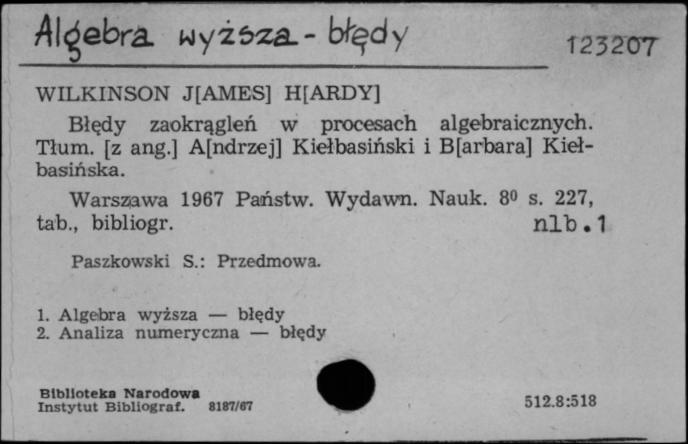 Algebra wyższa - błędy
123207
WILKINSON J[AMES] H[ARDY]
Błędy zaokrągleń w procesach algebraicznych.
Tłum. [z ang.] A[ndrzej] Kiełbasiński i B[arbara] Kieł-
basińska.
Warszawa 1967 Państw. Wydawn. Nauk. 8⁰ s. 227,
tab., bibliogr. nlb.1
Paszkowski S.: Przedmowa.
1. Algebra wyższa — błędy
2. Analiza numeryczna — błędy
Biblioteka Narodowa
Instytut Bibliograf. 8187/67
512.8:518